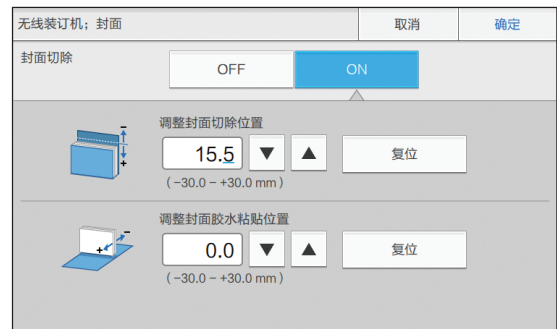 无线装订机；封面 取消 确定
封面切除 OFF ON
调整封面切除位置
15.5 ▼ ▲ 复位
(−30.0 − +30.0 mm)
− +
调整封面胶水粘贴位置
0.0 ▼ ▲ 复位
(−30.0 − +30.0 mm)
+ −